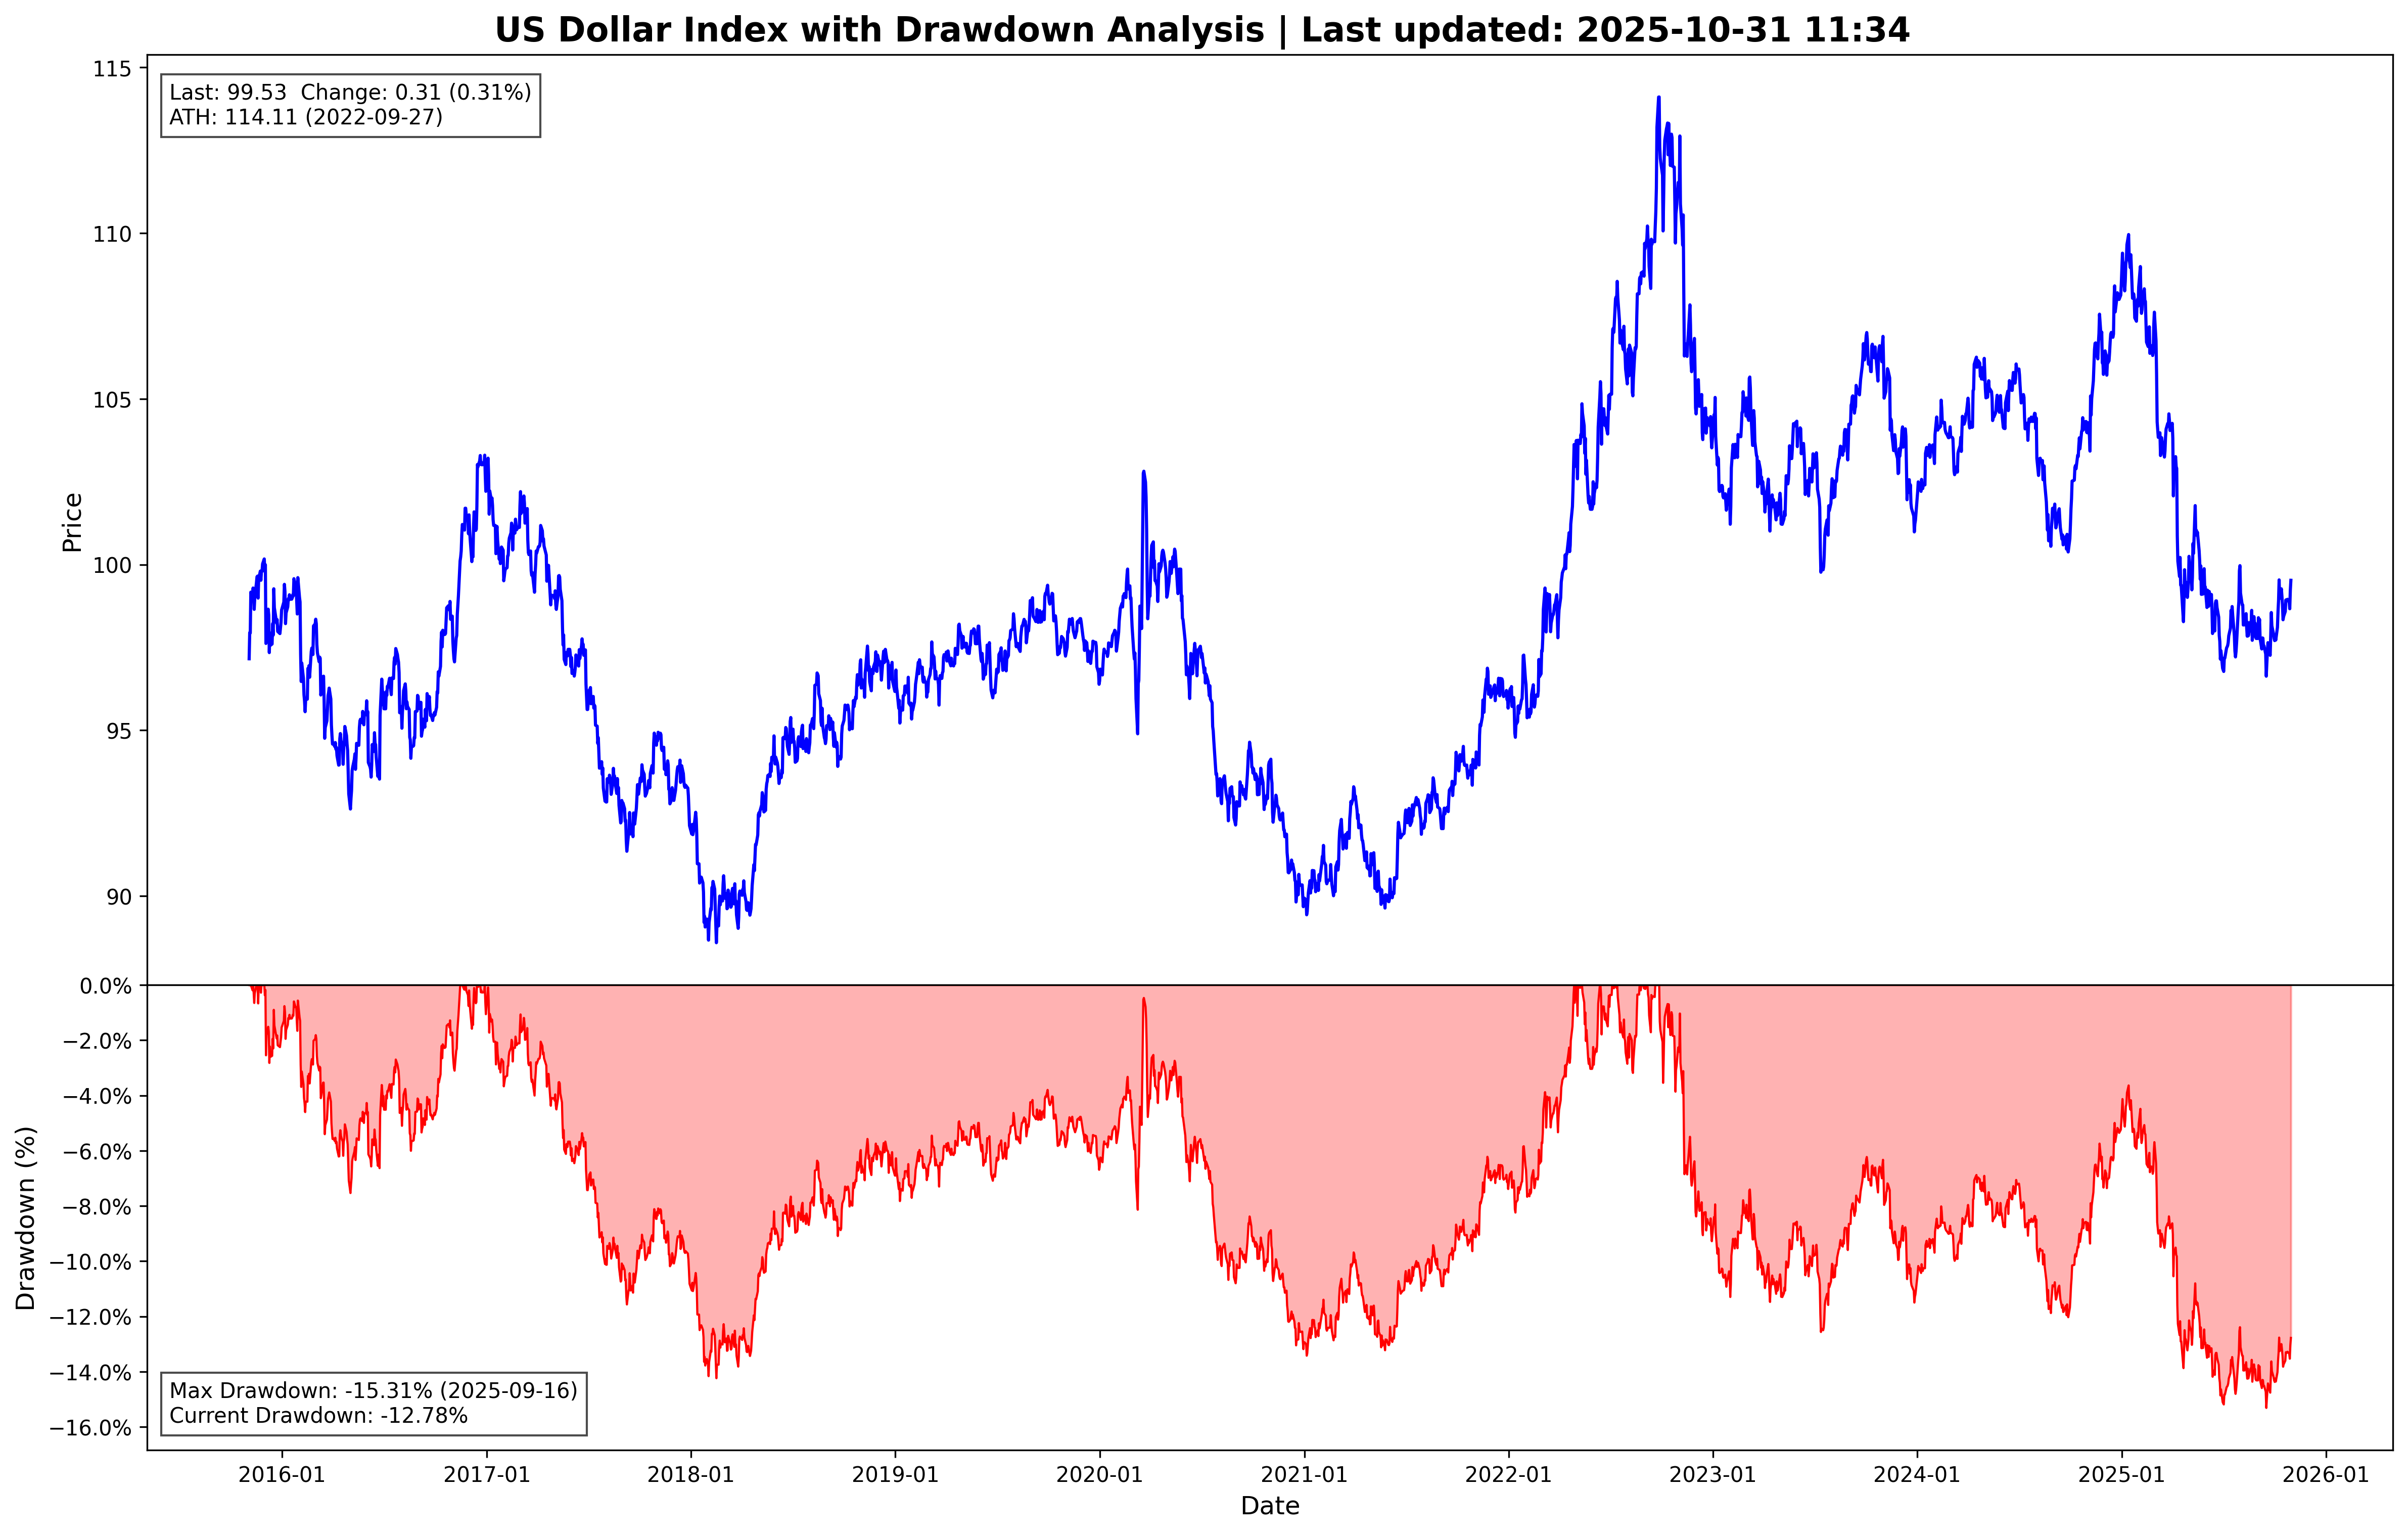 US Dollar Index with Drawdown Analysis | Last updated: 2025-10-31 11:34
Last: 99.53  Change: 0.31 (0.31%)
ATH: 114.11 (2022-09-27)
Price
115
110
105
100
95
90
Drawdown (%)
0.0%
−2.0%
−4.0%
−6.0%
−8.0%
−10.0%
−12.0%
−14.0%
−16.0%
Max Drawdown: -15.31% (2025-09-16)
Current Drawdown: -12.78%
2016-01 2017-01 2018-01 2019-01 2020-01 2021-01 2022-01 2023-01 2024-01 2025-01 2026-01
Date